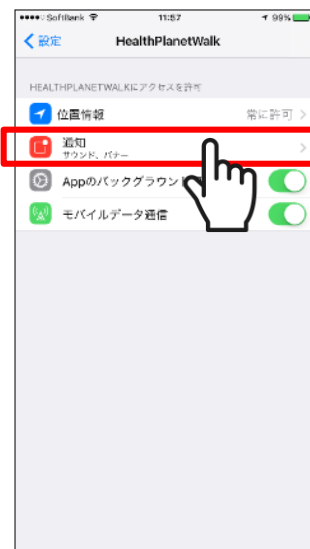 SoftBank 11:57 99%
設定 HealthPlanetWalk
HEALTHPLANETWALKにアクセスを許可
位置情報 常に許可
通知
サウンド、バナー
Appのバックグラウン
モバイルデータ通信